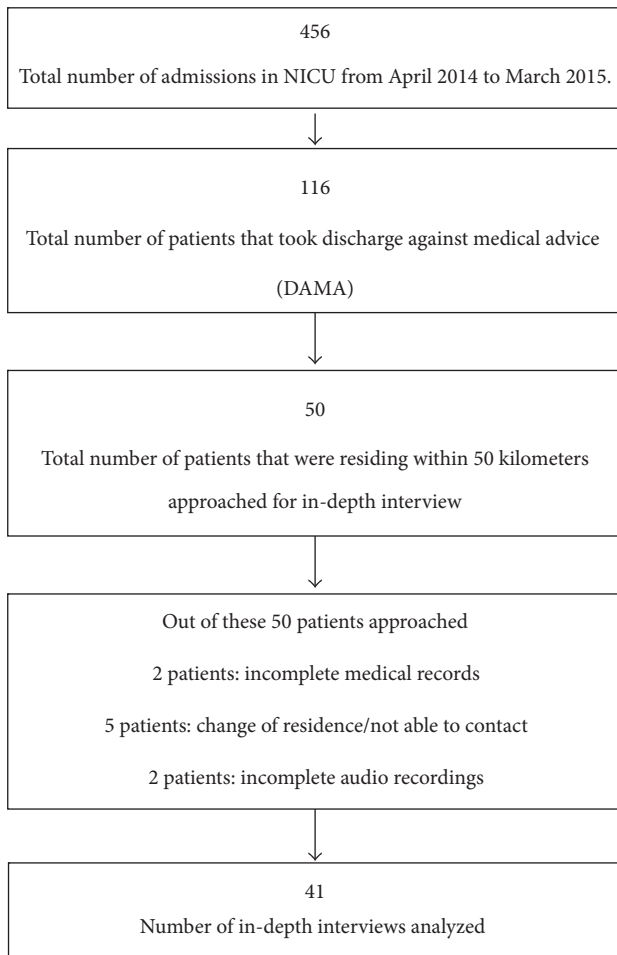 456
Total number of admissions in NICU from April 2014 to March 2015.
116
Total number of patients that took discharge against medical advice
(DAMA)
50
Total number of patients that were residing within 50 kilometers
approached for in-depth interview
Out of these 50 patients approached
2 patients: incomplete medical records
5 patients: change of residence/not able to contact
2 patients: incomplete audio recordings
41
Number of in-depth interviews analyzed